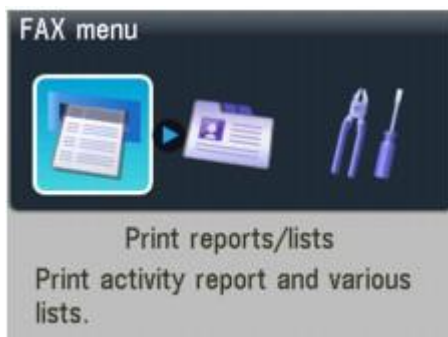 FAX menu
Print reports/lists
Print activity report and various
lists.